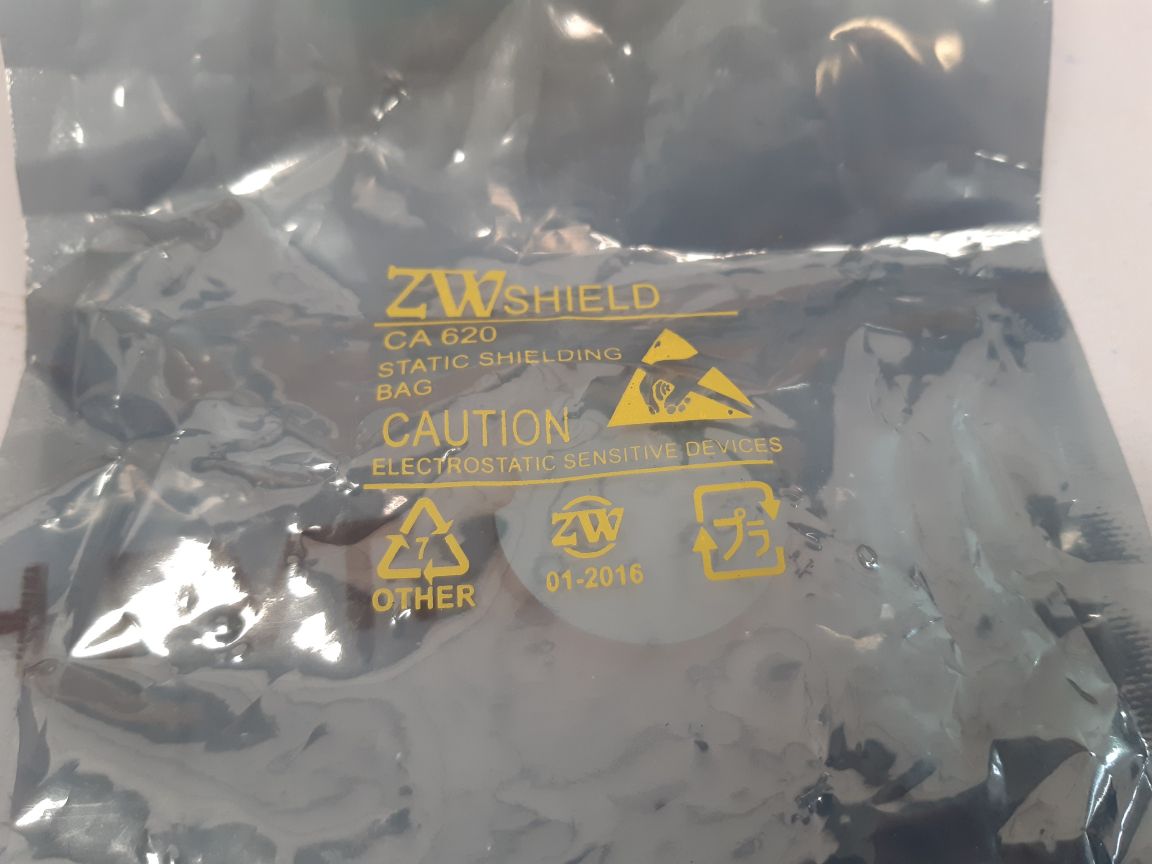 ZWSHIELD
CA 620
STATIC SHIELDING
BAG
CAUTION
ELECTROSTATIC SENSITIVE DEVICES
7
OTHER
ZW
01-2016
プラ